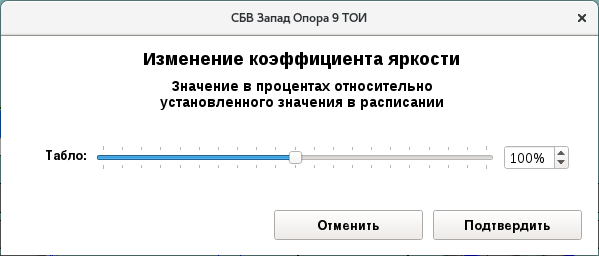 СБВ Запад Опора 9 ТОИ
Изменение коэффициента яркости
Значение в процентах относительно
установленного значения в расписании
Табло:
100%
Отменить
Подтвердить